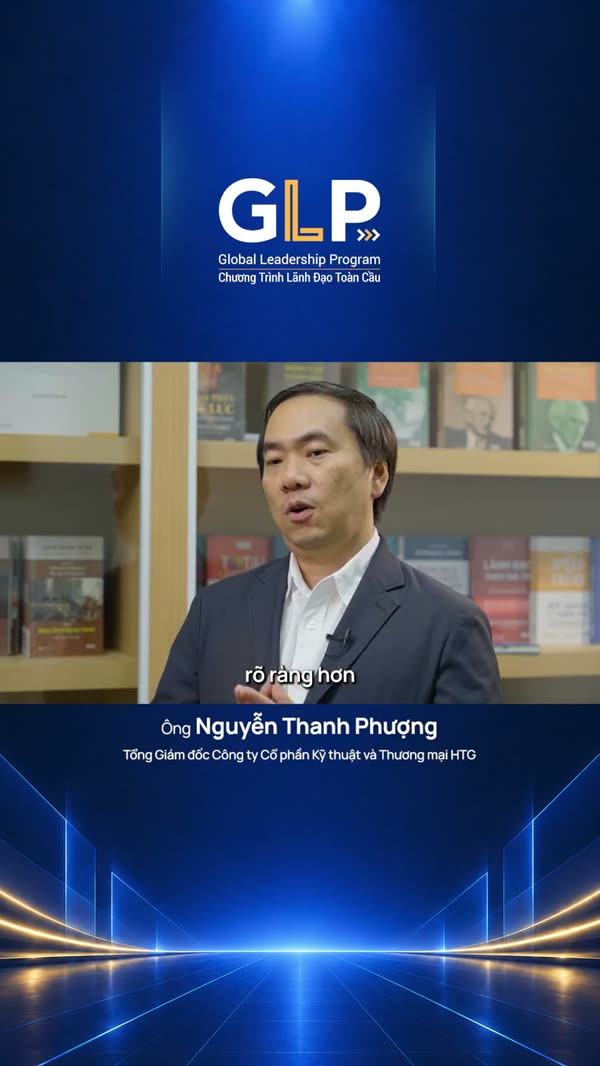 GLP
Global Leadership Program
Chương Trình Lãnh Đạo Toàn Cầu
rõ ràng hơn
Ông Nguyễn Thanh Phượng
Tổng Giám đốc Công ty Cổ phần Kỹ thuật và Thương mại HTG